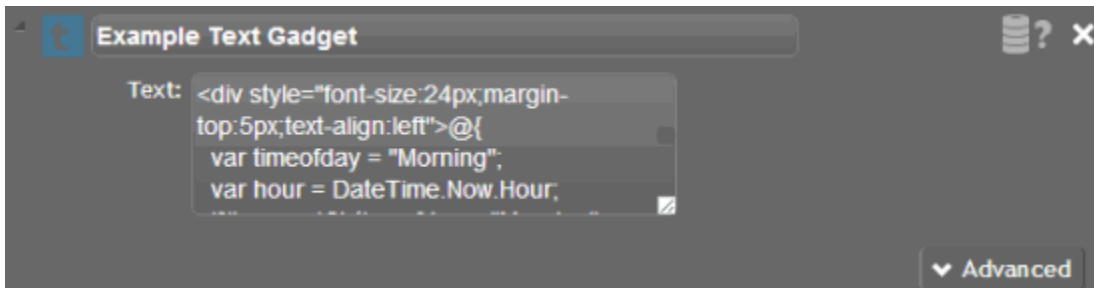 t
Example Text Gadget
?
Text:
<div style="font-size:24px;margin-
top:5px;text-align:left">@{
var timeofday = "Morning";
var hour = DateTime.Now.Hour;
Advanced